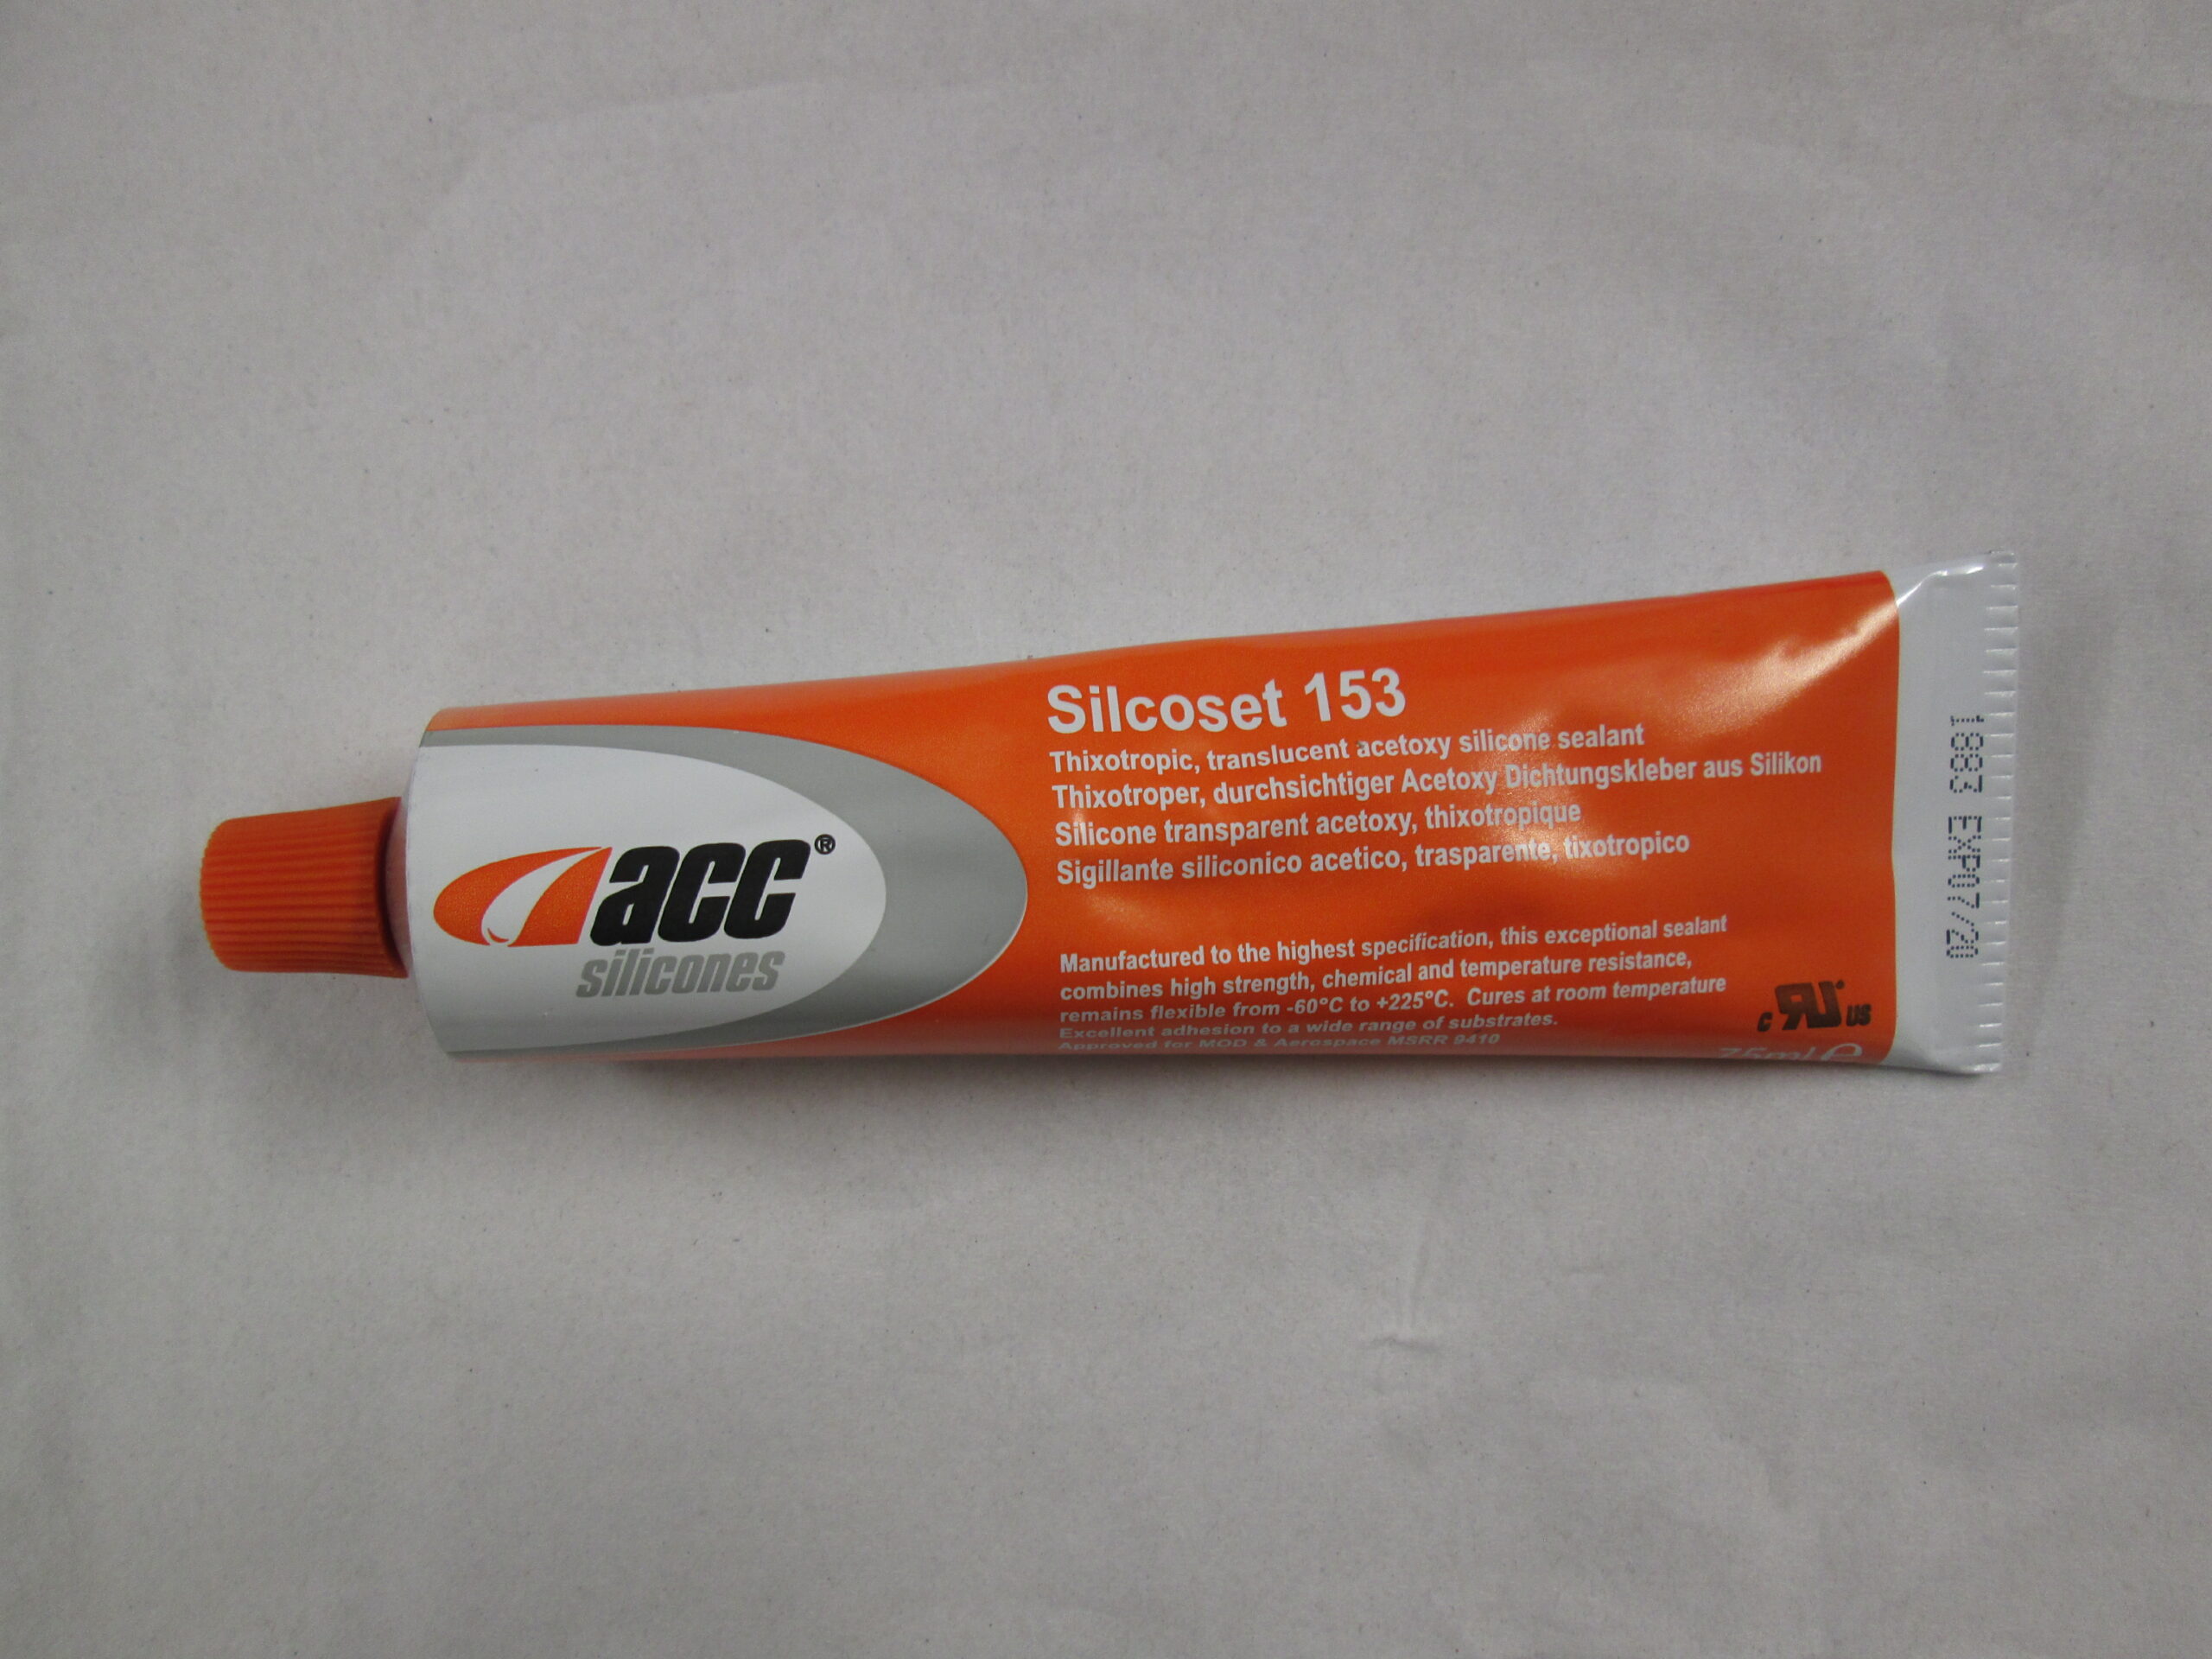 acc®
silicones
Silcoset 153
Thixotropic, translucent acetoxy silicone sealant
Thixotroper, durchsichtiger Acetoxy Dichtungskleber aus Silikon
Silicone transparent acetoxy, thixotropique
Sigillante siliconico acetico, trasparente, tixotropico
Manufactured to the highest specification, this exceptional sealant
combines high strength, chemical and temperature resistance,
remains flexible from -60°C to +225°C. Cures at room temperature
Excellent adhesion to a wide range of substrates.
Approved for MOD & Aerospace MSRR 9410
c RU US
75ml e
1883 EXP07/20